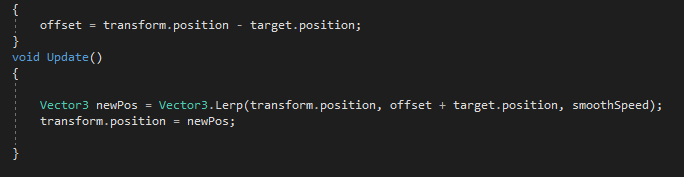 {
offset = transform.position - target.position;
}
void Update()
{
Vector3 newPos = Vector3.Lerp(transform.position, offset + target.position, smoothSpeed);
transform.position = newPos;
}